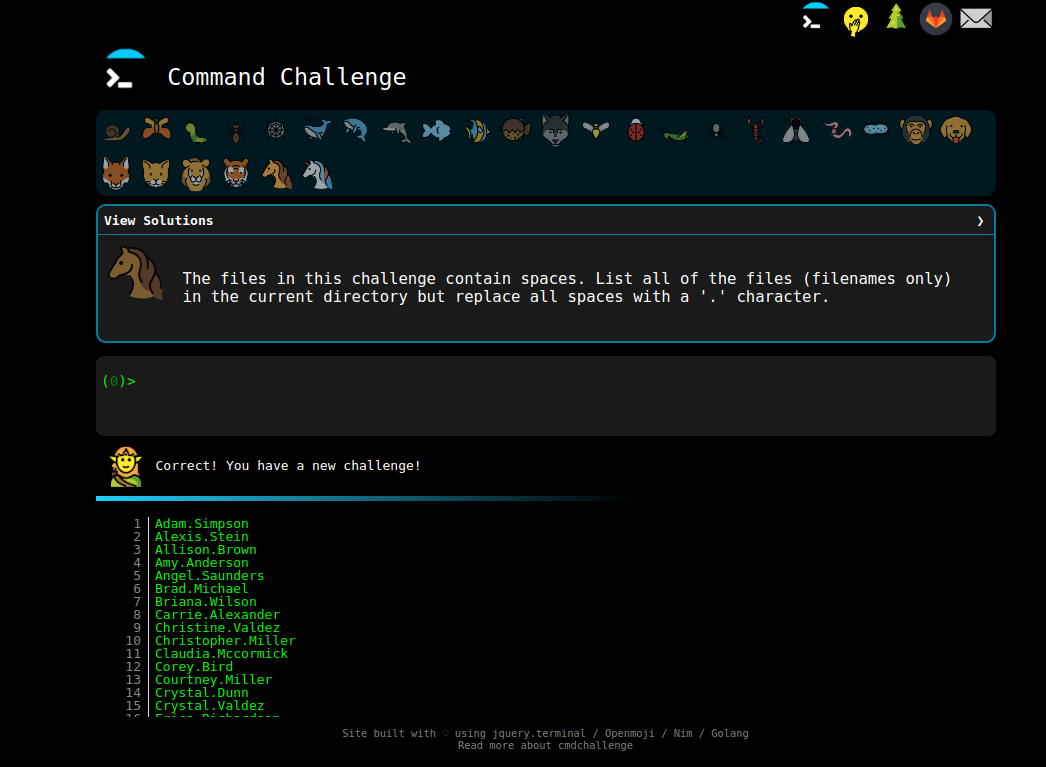 Command Challenge
View Solutions ❯
The files in this challenge contain spaces. List all of the files (filenames only)
in the current directory but replace all spaces with a '.' character.
(0)>
Correct! You have a new challenge!
1 Adam.Simpson
2 Alexis.Stein
3 Allison.Brown
4 Amy.Anderson
5 Angel.Saunders
6 Brad.Michael
7 Briana.Wilson
8 Carrie.Alexander
9 Christine.Valdez
10 Christopher.Miller
11 Claudia.Mccormick
12 Corey.Bird
13 Courtney.Miller
14 Crystal.Dunn
15 Crystal.Valdez
Site built with ♡ using jquery.terminal / Openmoji / Nim / Golang
Read more about cmdchallenge